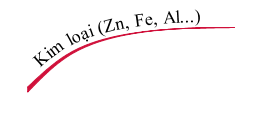 Kim loại (Zn, Fe, Al...)